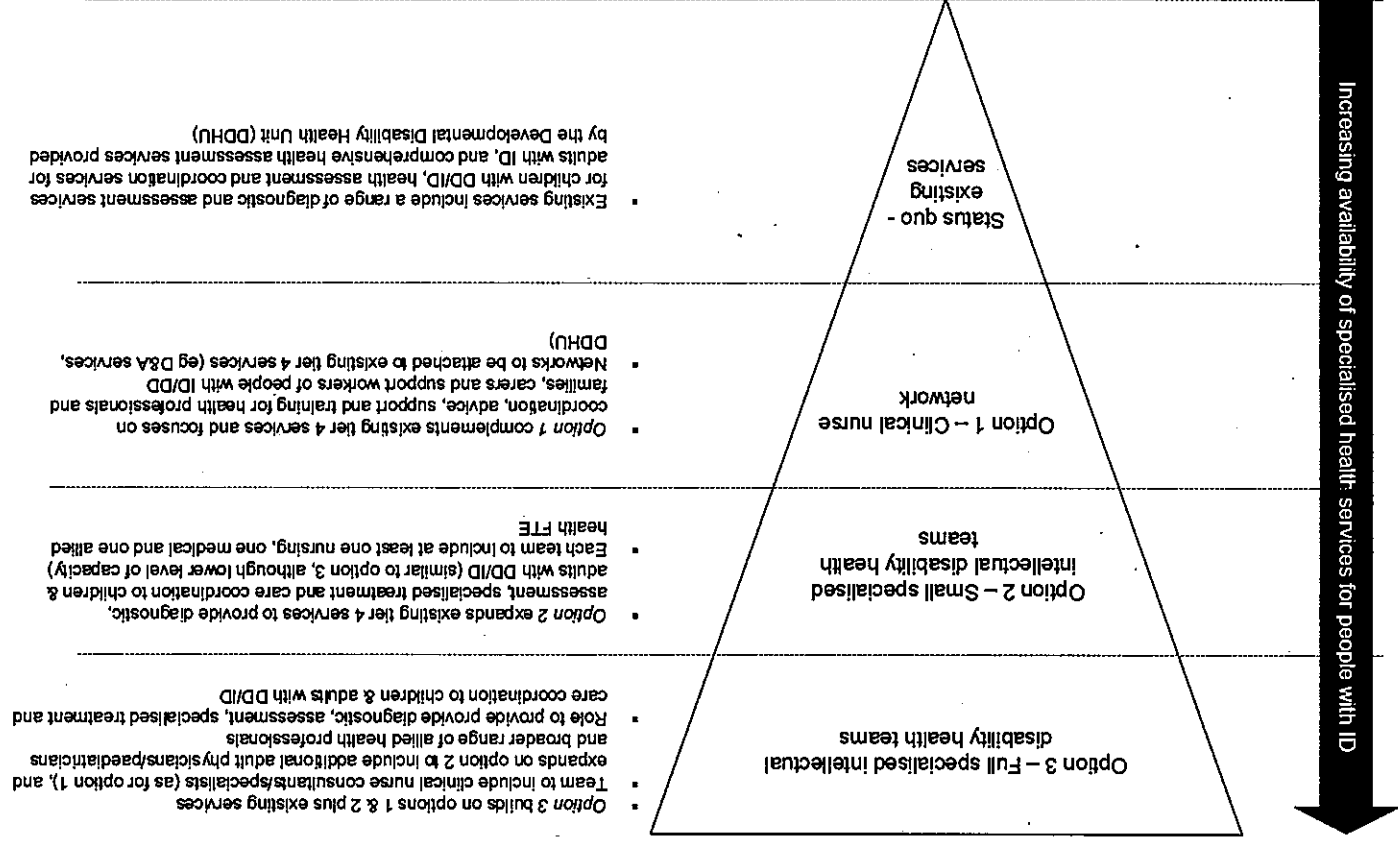 Increasing availability of specialised health services for people with ID
Option 3 – Full specialised intellectual
disability health teams
▪ Option 3 builds on options 1 & 2 plus existing services
▪ Team to include clinical nurse consultants/specialists (as for option 1), and
expands on option 2 to include additional adult physicians/paediatricians
and broader range of allied health professionals
▪ Role to provide provide diagnostic, assessment, specialised treatment and
care coordination to children & adults with DD/ID
Option 2 – Small specialised
intellectual disability health
teams
▪ Option 2 expands existing tier 4 services to provide diagnostic,
assessment, specialised treatment and care coordination to children &
adults with DD/ID (similar to option 3, although lower level of capacity)
▪ Each team to include at least one nursing, one medical and one allied
health FTE
Option 1 – Clinical nurse
network
▪ Option 1 complements existing tier 4 services and focuses on
coordination, advice, support and training for health professionals and
families, carers and support workers of people with ID/DD
▪ Networks to be attached to existing tier 4 services (eg D&A services,
DDHU)
Status quo -
existing
services
▪ Existing services include a range of diagnostic and assessment services
for children with DD/ID, health assessment and coordination services for
adults with ID, and comprehensive health assessment services provided
by the Developmental Disability Health Unit (DDHU)